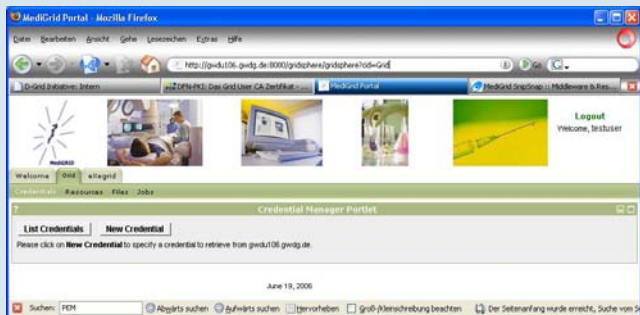 MediGrid Portal - Mozilla Firefox
Datei Bearbeiten Ansicht Gehe Lesezeichen Extras Hilfe
http://gwdu106.gwdg.de:8080/gridsphere/gridsphere?cid=Grid Go
D-Grid Initiative: Intern DFN-PKI: Das Grid User CA Zertifikat - ... MediGrid Portal MediGrid SnipSnap :: Middleware & Res...
MediGRID
Logout
Welcome, testuser
Welcome Grid eXegrid
Credentials Resources Files Jobs
? Credential Manager Portlet
List Credentials New Credential
Please click on New Credential to specify a credential to retrieve from gwdu106.gwdg.de.
June 19, 2006
Suchen: PEM Abwärts suchen Aufwärts suchen Hervorheben Groß-/Kleinschreibung beachten Der Seitenanfang wurde erreicht, Suche vom